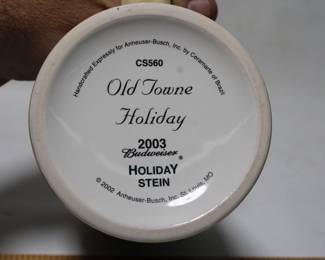 Handcrafted Expressly for Anheuser-Busch, Inc. by Ceramarte of Brazil
CS560
Old Towne
Holiday
2003
Budweiser®
HOLIDAY
STEIN
© 2002 Anheuser-Busch, Inc. St. Louis, MO